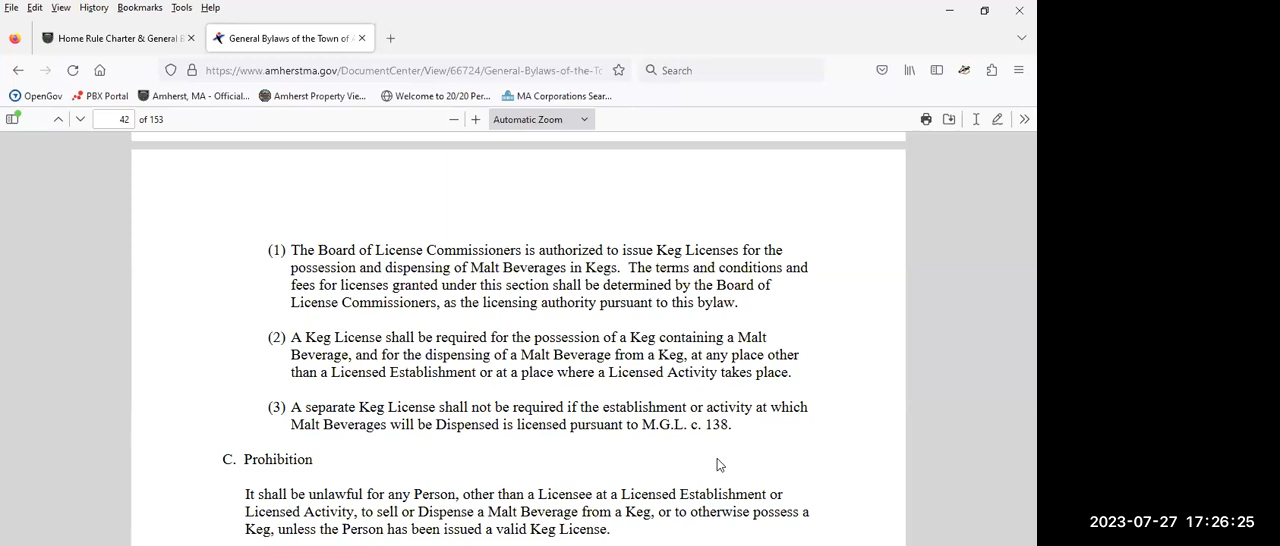 File Edit View History Bookmarks Tools Help
Home Rule Charter & General B
General Bylaws of the Town of A
https://www.amherstma.gov/DocumentCenter/View/66724/General-Bylaws-of-the-To
Search
OpenGov PBX Portal Amherst, MA - Official... Amherst Property Vie... Welcome to 20/20 Per... MA Corporations Sear...
42 of 153
Automatic Zoom
(1) The Board of License Commissioners is authorized to issue Keg Licenses for the
possession and dispensing of Malt Beverages in Kegs. The terms and conditions and
fees for licenses granted under this section shall be determined by the Board of
License Commissioners, as the licensing authority pursuant to this bylaw.
(2) A Keg License shall be required for the possession of a Keg containing a Malt
Beverage, and for the dispensing of a Malt Beverage from a Keg, at any place other
than a Licensed Establishment or at a place where a Licensed Activity takes place.
(3) A separate Keg License shall not be required if the establishment or activity at which
Malt Beverages will be Dispensed is licensed pursuant to M.G.L. c. 138.
C. Prohibition
It shall be unlawful for any Person, other than a Licensee at a Licensed Establishment or
Licensed Activity, to sell or Dispense a Malt Beverage from a Keg, or to otherwise possess a
Keg, unless the Person has been issued a valid Keg License.
2023-07-27 17:26:25